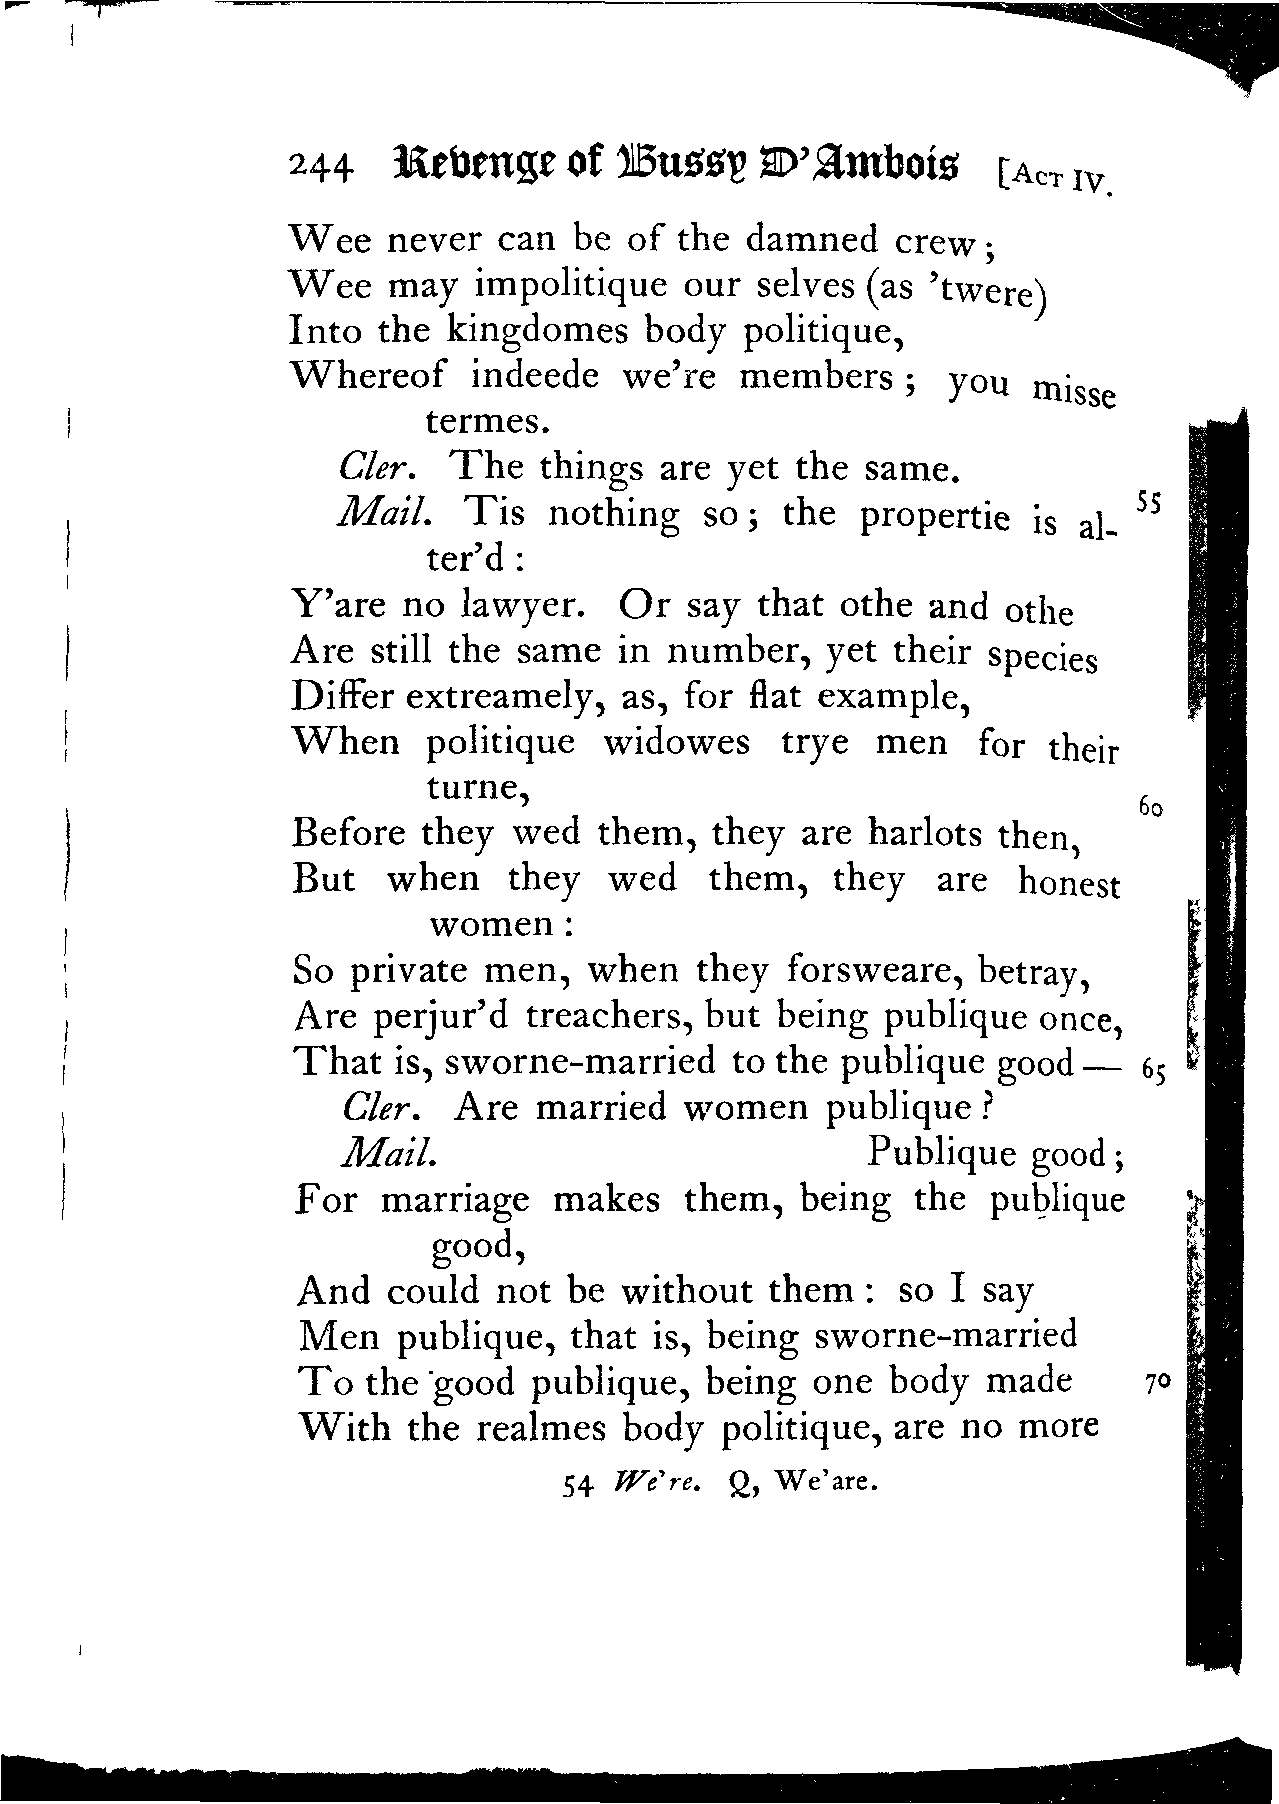 244 Revenge of Bussy D'Ambois [ACT IV.
Wee never can be of the damned crew;
Wee may impolitique our selves (as 'twere)
Into the kingdomes body politique,
Whereof indeede we're members; you misse
termes.
Cler. The things are yet the same.
Mail. Tis nothing so; the propertie is al- 55
ter'd:
Y'are no lawyer. Or say that othe and othe
Are still the same in number, yet their species
Differ extreamely, as, for flat example,
When politique widowes trye men for their
turne, 60
Before they wed them, they are harlots then,
But when they wed them, they are honest
women:
So private men, when they forsweare, betray,
Are perjur'd treachers, but being publique once,
That is, sworne-married to the publique good— 65
Cler. Are married women publique?
Mail. Publique good;
For marriage makes them, being the publique
good,
And could not be without them: so I say
Men publique, that is, being sworne-married
To the good publique, being one body made 70
With the realmes body politique, are no more
54 We're. Q, We'are.